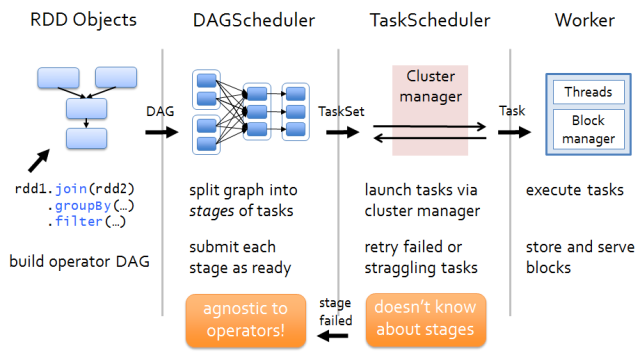 RDD Objects
DAGScheduler
TaskScheduler
Worker
DAG
TaskSet
Cluster
manager
Task
Threads
Block
manager
rdd1.join(rdd2)
.groupBy(…)
.filter(…)
build operator DAG
split graph into
stages of tasks
submit each
stage as ready
launch tasks via
cluster manager
retry failed or
straggling tasks
execute tasks
store and serve
blocks
agnostic to
operators!
stage
failed
doesn't know
about stages